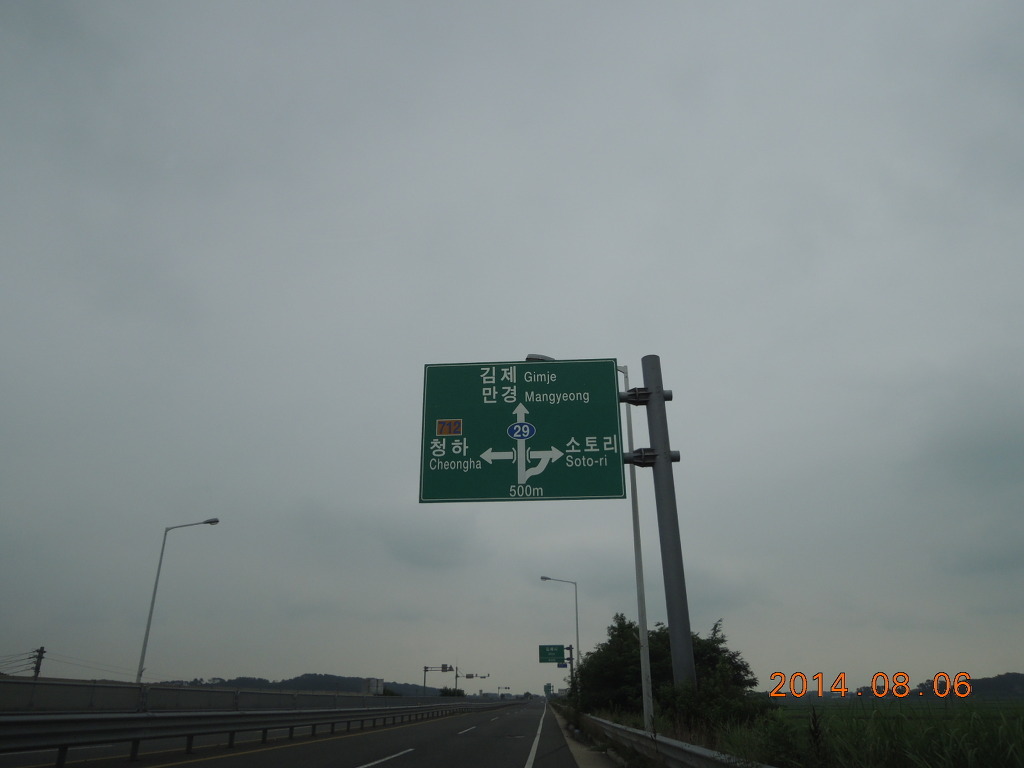 김제 Gimje
만경 Mangyeong
712
29
청하
Cheongha
소토리
Soto-ri
500m
2014.08.06